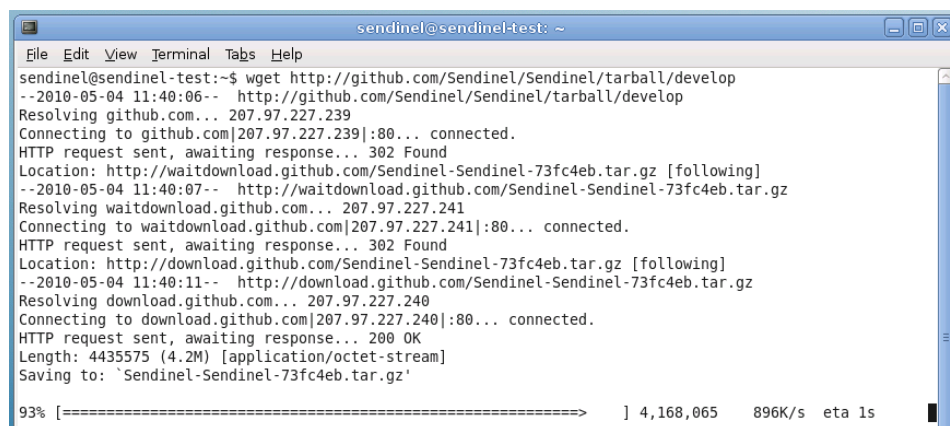 sendinel@sendinel-test: ~
File Edit View Terminal Tabs Help
sendinel@sendinel-test:~$ wget http://github.com/Sendinel/Sendinel/tarball/develop
--2010-05-04 11:40:06--  http://github.com/Sendinel/Sendinel/tarball/develop
Resolving github.com... 207.97.227.239
Connecting to github.com|207.97.227.239|:80... connected.
HTTP request sent, awaiting response... 302 Found
Location: http://waitdownload.github.com/Sendinel-Sendinel-73fc4eb.tar.gz [following]
--2010-05-04 11:40:07--  http://waitdownload.github.com/Sendinel-Sendinel-73fc4eb.tar.gz
Resolving waitdownload.github.com... 207.97.227.241
Connecting to waitdownload.github.com|207.97.227.241|:80... connected.
HTTP request sent, awaiting response... 302 Found
Location: http://download.github.com/Sendinel-Sendinel-73fc4eb.tar.gz [following]
--2010-05-04 11:40:11--  http://download.github.com/Sendinel-Sendinel-73fc4eb.tar.gz
Resolving download.github.com... 207.97.227.240
Connecting to download.github.com|207.97.227.240|:80... connected.
HTTP request sent, awaiting response... 200 OK
Length: 4435575 (4.2M) [application/octet-stream]
Saving to: `Sendinel-Sendinel-73fc4eb.tar.gz'
93% [==========================================================>    ] 4,168,065    896K/s  eta 1s